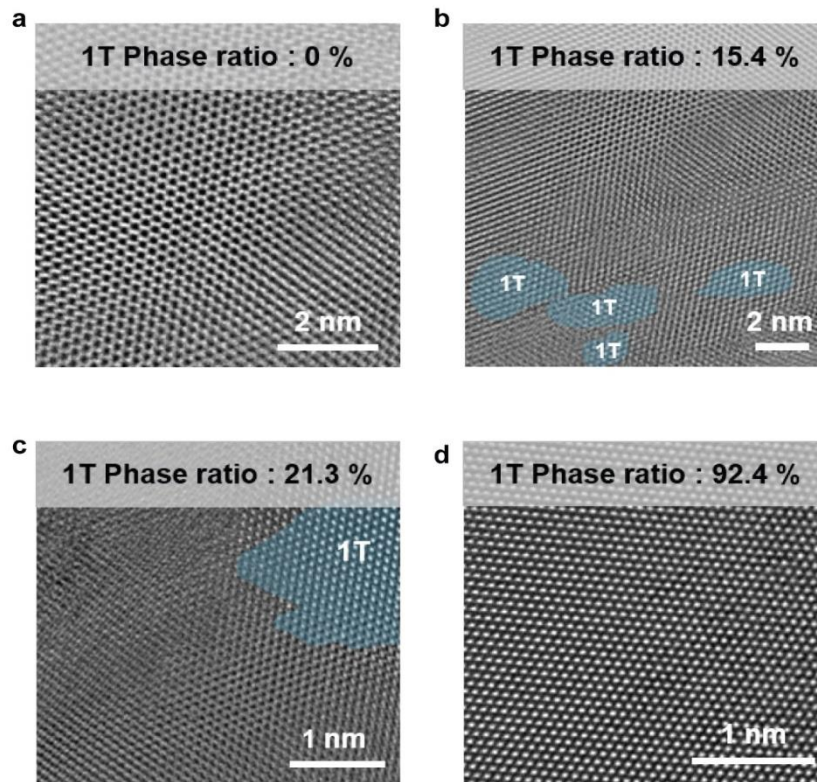 a
1T Phase ratio : 0 %
2 nm
b
1T Phase ratio : 15.4 %
1T
1T
1T
1T
2 nm
c
1T Phase ratio : 21.3 %
1T
1 nm
d
1T Phase ratio : 92.4 %
1 nm